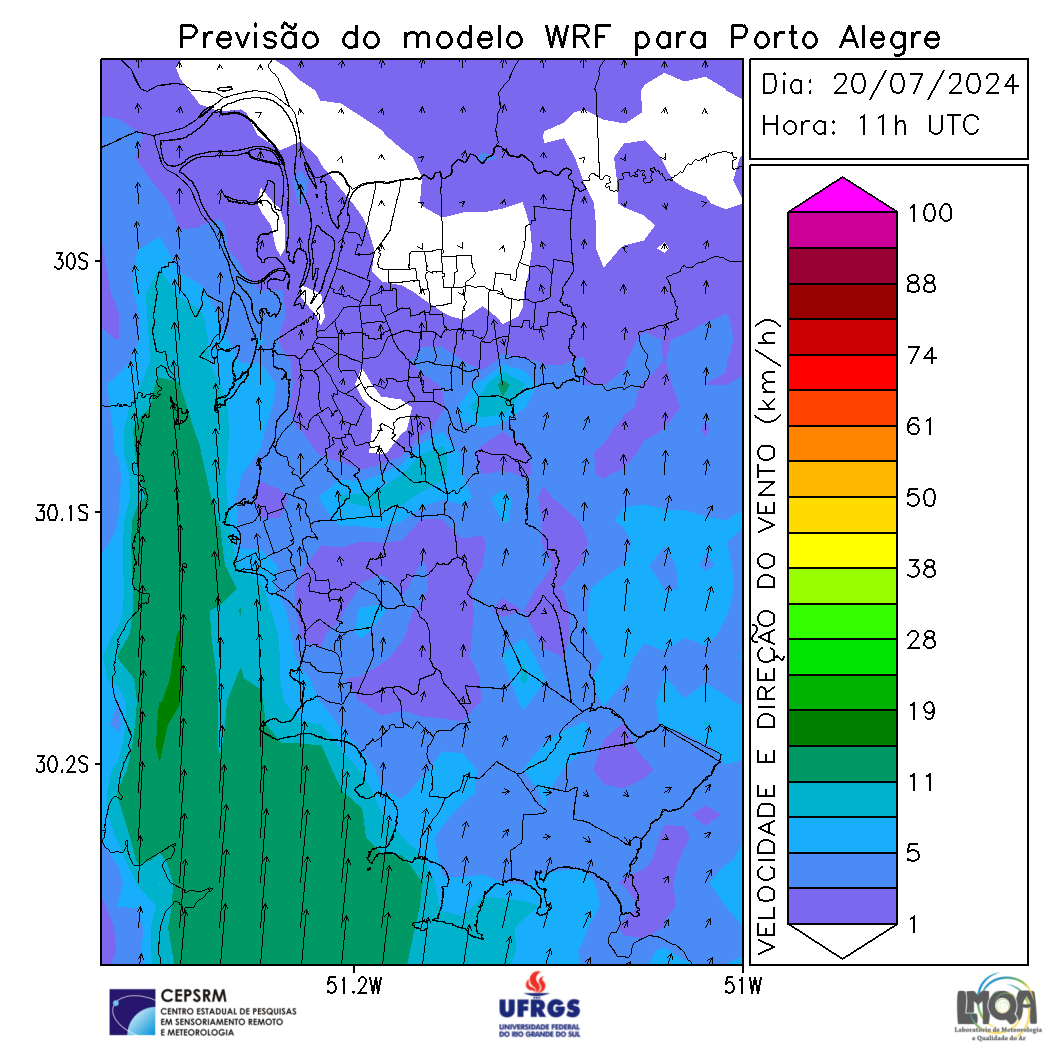 Previsão do modelo WRF para Porto Alegre
Dia: 20/07/2024
Hora: 11h UTC
30S
30.1S
30.2S
51.2W
51W
VELOCIDADE E DIREÇÃO DO VENTO (km/h)
100
88
74
61
50
38
28
19
11
5
1
CEPSRM
CENTRO ESTADUAL DE PESQUISAS
EM SENSORIAMENTO REMOTO
E METEOROLOGIA
UFRGS
UNIVERSIDADE FEDERAL
DO RIO GRANDE DO SUL
LMQA
Laboratório de Meteorologia
e Qualidade do Ar